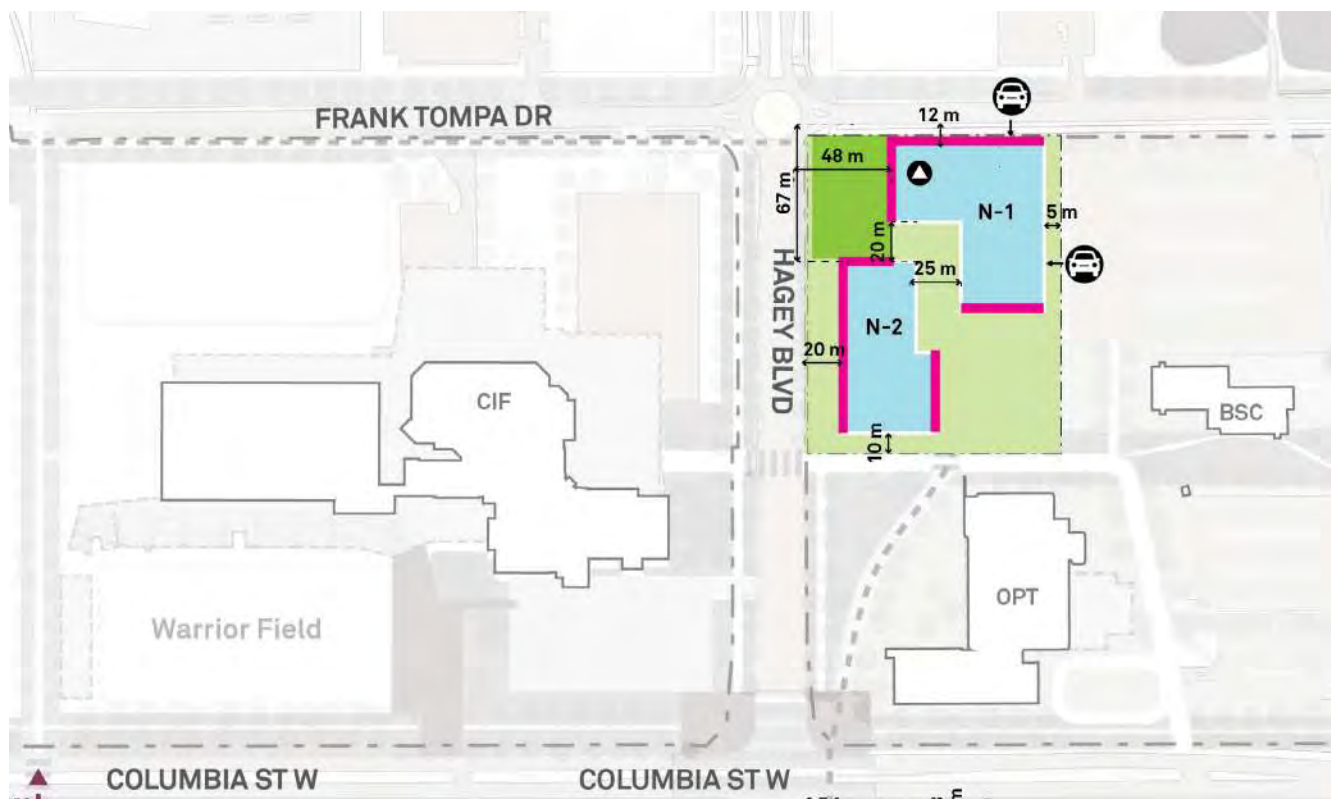 FRANK TOMPA DR
12 m
48 m
67 m
N-1
5 m
20 m
25 m
HAGEY BLVD
N-2
20 m
10 m
CIF
BSC
OPT
Warrior Field
COLUMBIA ST W
COLUMBIA ST W